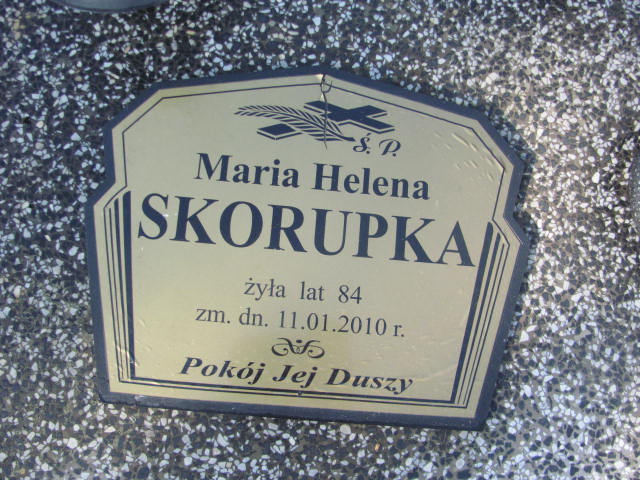 Ś. P.
Maria Helena
SKORUPKA
żyła lat 84
zm. dn. 11.01.2010 r.
Pokój Jej Duszy